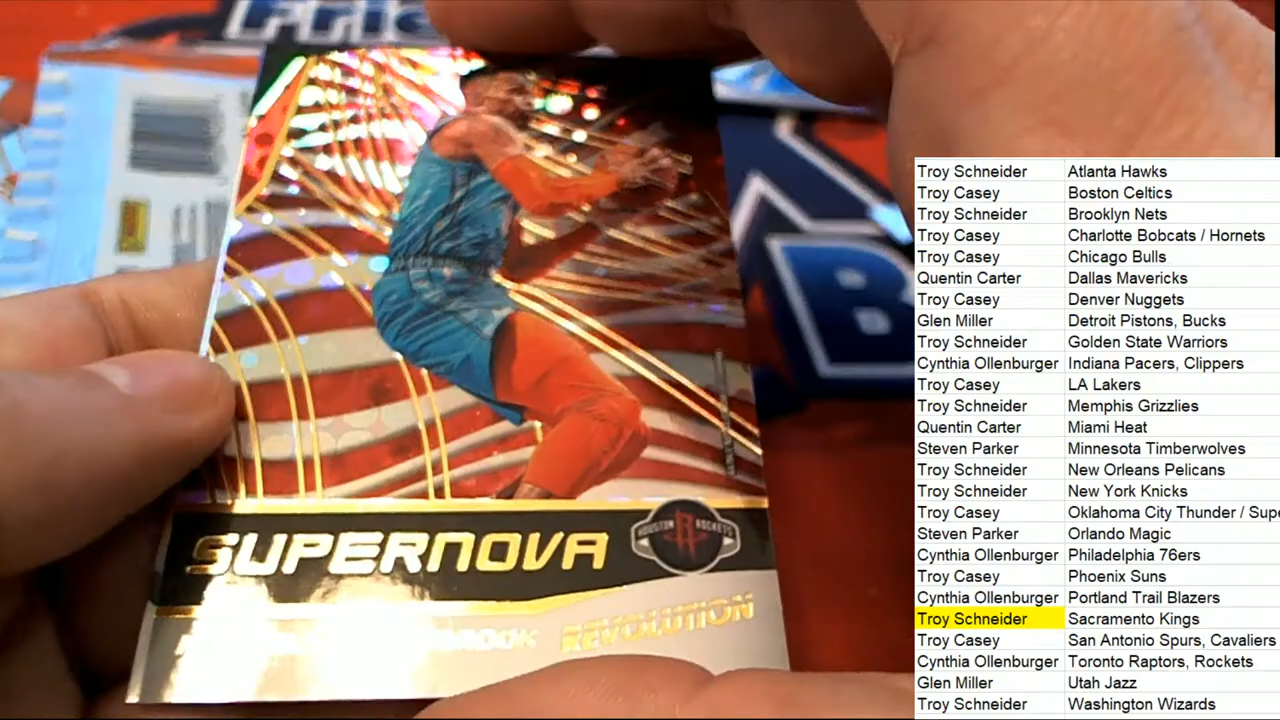 Frie
SUPERNOVA
HOUSTON R ROCKETS
REVOLUTION
Troy Schneider Atlanta Hawks
Troy Casey Boston Celtics
Troy Schneider Brooklyn Nets
Troy Casey Charlotte Bobcats / Hornets
Troy Casey Chicago Bulls
Quentin Carter Dallas Mavericks
Troy Casey Denver Nuggets
Glen Miller Detroit Pistons, Bucks
Troy Schneider Golden State Warriors
Cynthia Ollenburger Indiana Pacers, Clippers
Troy Casey LA Lakers
Troy Schneider Memphis Grizzlies
Quentin Carter Miami Heat
Steven Parker Minnesota Timberwolves
Troy Schneider New Orleans Pelicans
Troy Schneider New York Knicks
Troy Casey Oklahoma City Thunder / Supe
Steven Parker Orlando Magic
Cynthia Ollenburger Philadelphia 76ers
Troy Casey Phoenix Suns
Cynthia Ollenburger Portland Trail Blazers
Troy Schneider Sacramento Kings
Troy Casey San Antonio Spurs, Cavaliers
Cynthia Ollenburger Toronto Raptors, Rockets
Glen Miller Utah Jazz
Troy Schneider Washington Wizards